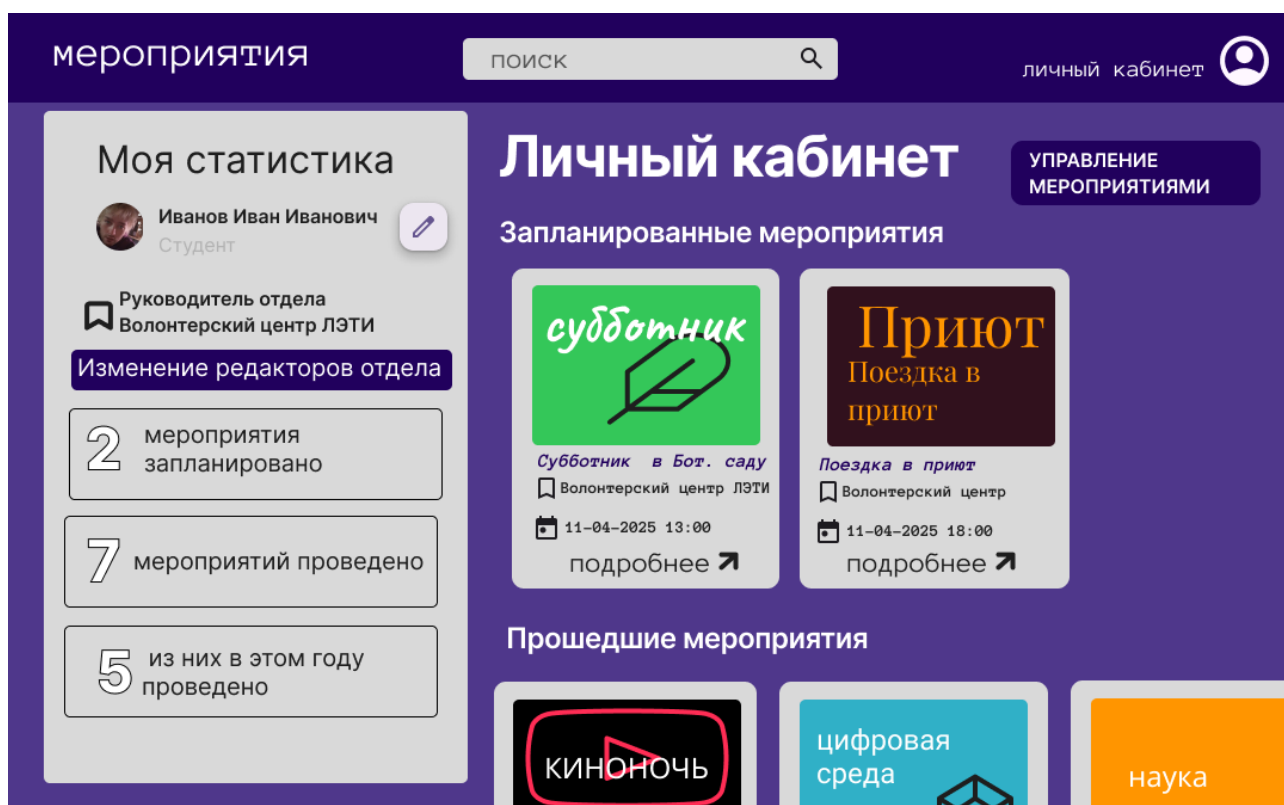 мероприятия
поиск
личный кабинет
Моя статистика
Иванов Иван Иванович
Студент
Руководитель отдела
Волонтерский центр ЛЭТИ
Изменение редакторов отдела
2
мероприятия
запланировано
7
мероприятий проведено
5
из них в этом году
проведено
Личный кабинет
УПРАВЛЕНИЕ
МЕРОПРИЯТИЯМИ
Запланированные мероприятия
субботник
Субботник в Бот. саду
Волонтерский центр ЛЭТИ
11-04-2025 13:00
подробнее
Приют
Поездка в
приют
Поездка в приют
Волонтерский центр
11-04-2025 18:00
подробнее
Прошедшие мероприятия
киноночь
цифровая
среда
наука